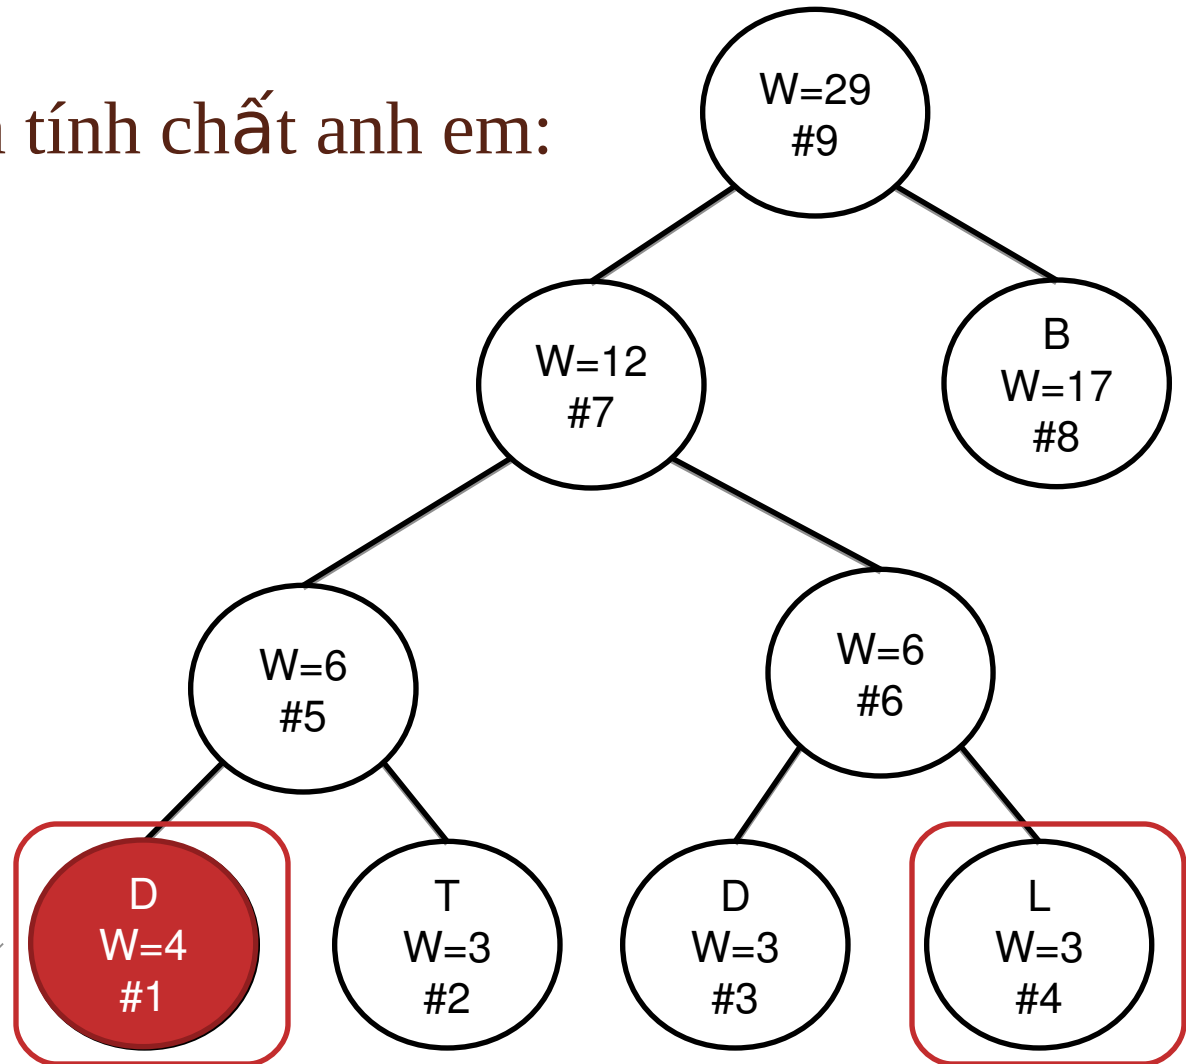 tính chất anh em:
W=29
#9
W=12
#7
B
W=17
#8
W=6
#5
W=6
#6
D
W=4
#1
T
W=3
#2
D
W=3
#3
L
W=3
#4